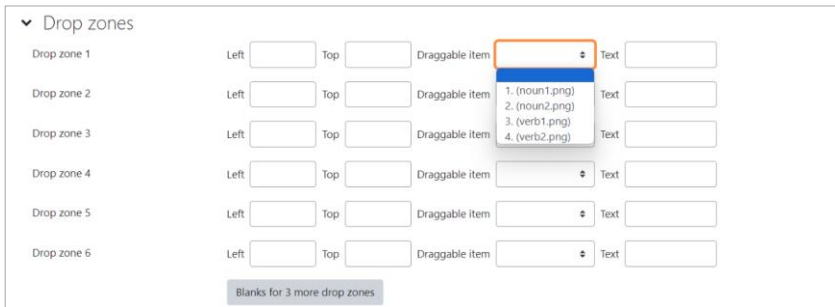 Drop zones
Drop zone 1 Left Top Draggable item Text
1. (noun1.png)
2. (noun2.png)
3. (verb1.png)
4. (verb2.png)
Drop zone 2 Left Top Draggable item Text
Drop zone 3 Left Top Draggable item Text
Drop zone 4 Left Top Draggable item Text
Drop zone 5 Left Top Draggable item Text
Drop zone 6 Left Top Draggable item Text
Blanks for 3 more drop zones